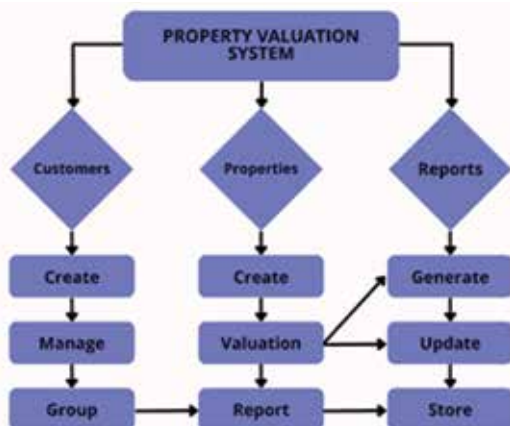 PROPERTY VALUATION
SYSTEM
Customers
Properties
Reports
Create
Create
Generate
Manage
Valuation
Update
Group
Report
Store